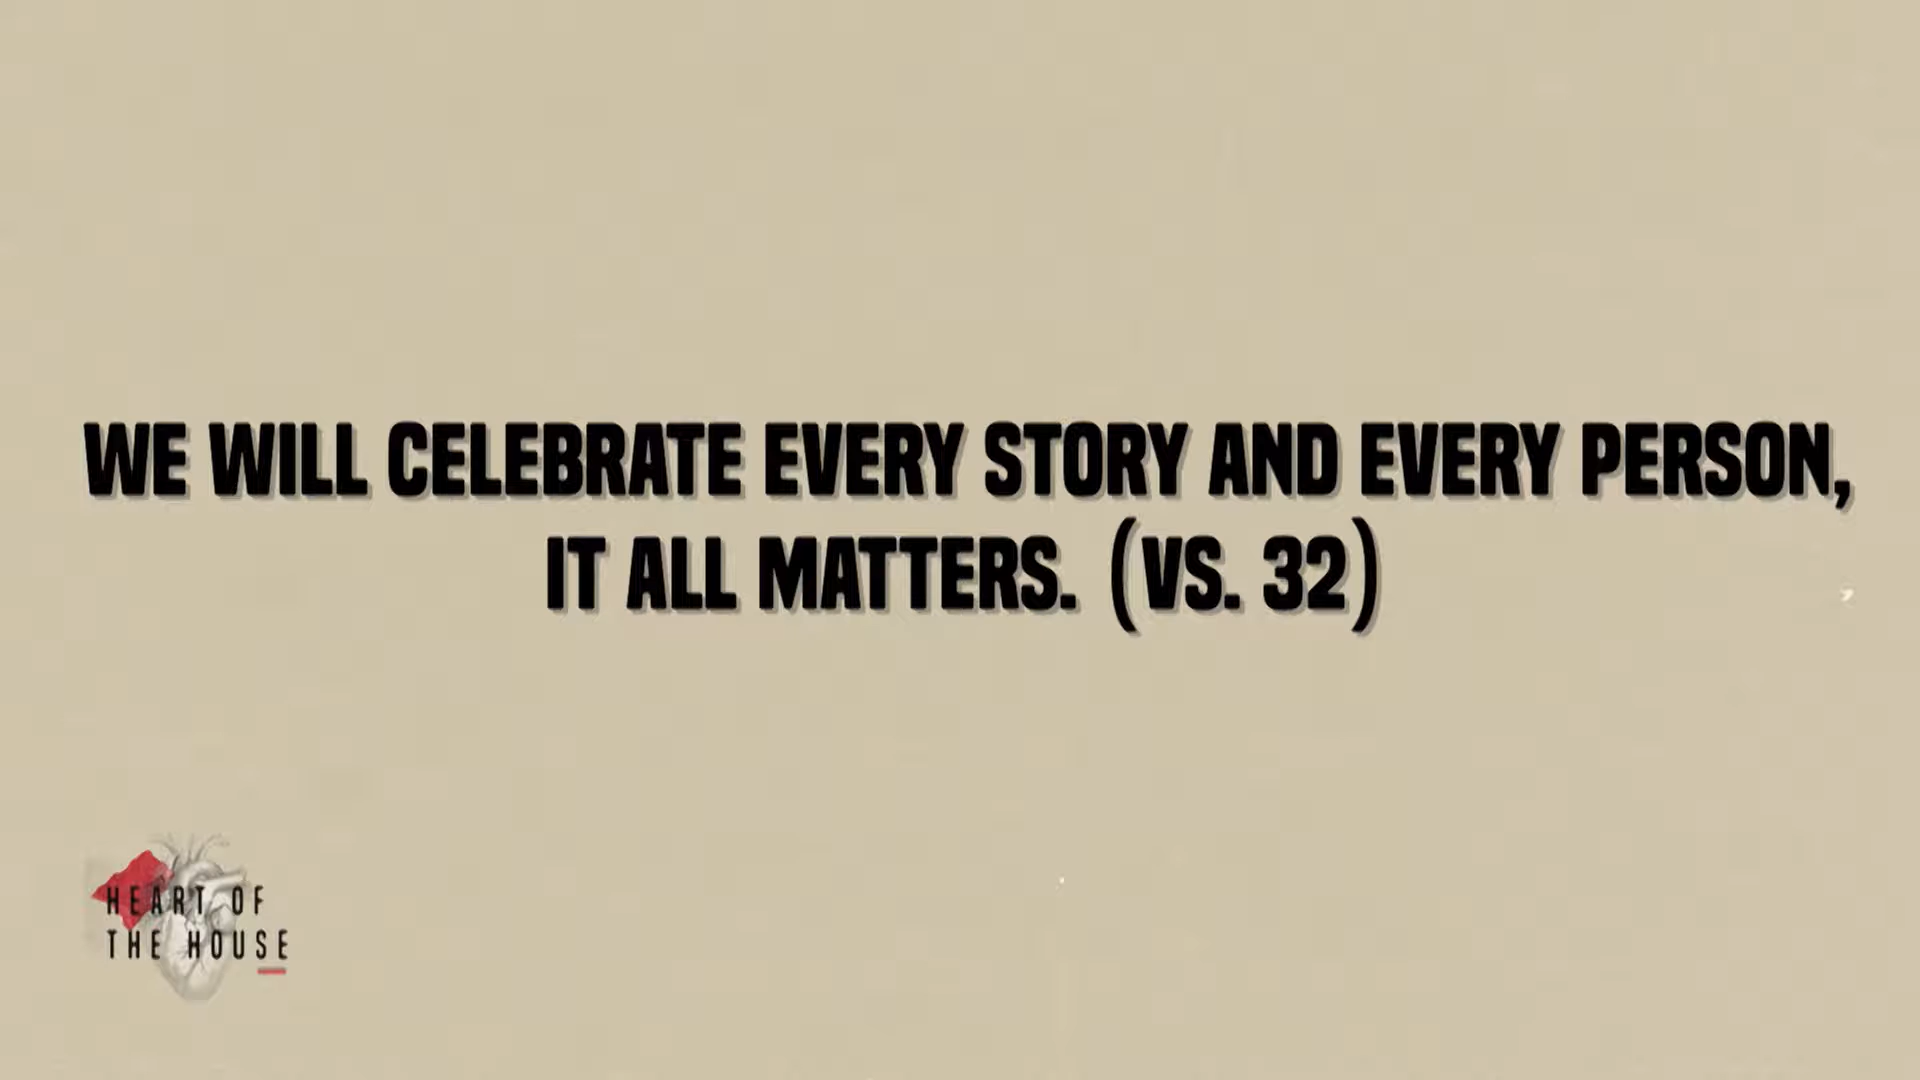 WE WILL CELEBRATE EVERY STORY AND EVERY PERSON,
IT ALL MATTERS. (VS. 32)
HEART OF
THE HOUSE